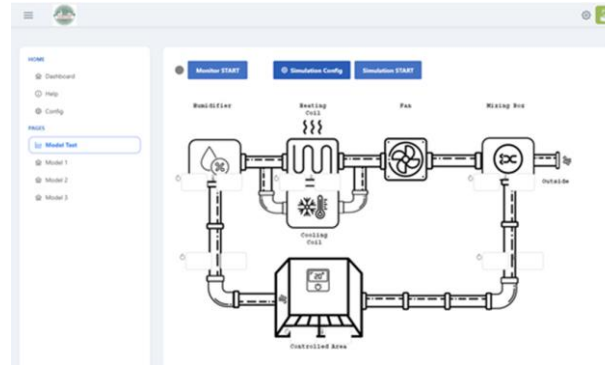 HOME
Dashboard
Help
Config
PAGES
Model Test
Model 1
Model 2
Model 3
Monitor START
Simulation Config
Simulation START
Humidifier
Heating
Coil
Fan
Mixing Box
Outside
Cooling
Coil
Controlled Area